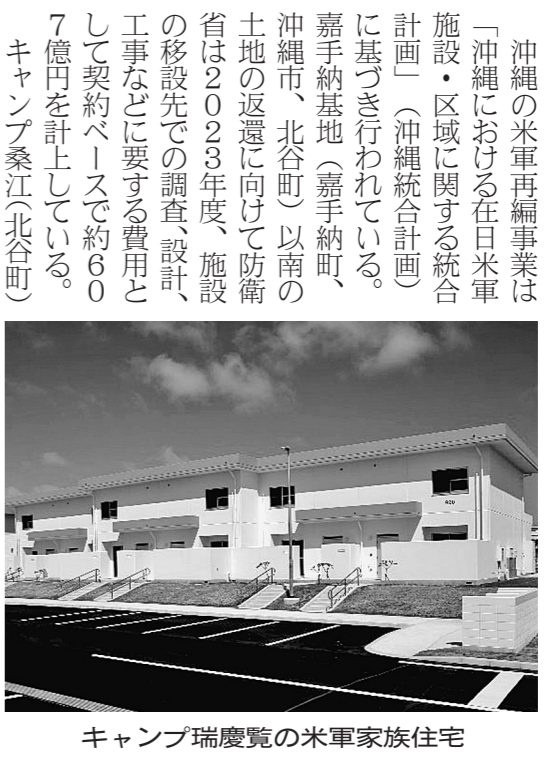 沖縄の米軍再編事業は
「沖縄における在日米軍
施設・区域に関する統合
計画」（沖縄統合計画）
に基づき行われている。
嘉手納基地（嘉手納町、
沖縄市、北谷町）以南の
土地の返還に向けて防衛
省は２０２３年度、施設
の移設先での調査、設計、
工事などに要する費用と
して契約ベースで約６０
７億円を計上している。
キャンプ桑江（北谷町）
キャンプ瑞慶覧の米軍家族住宅